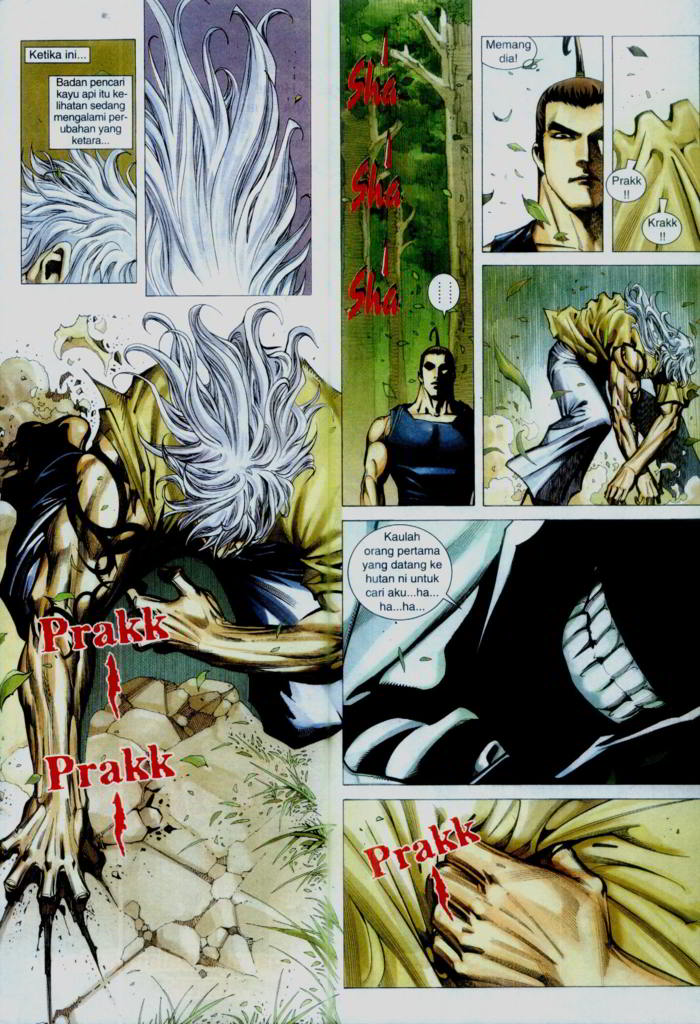 Ketika ini...
Badan pencari
kayu api itu ke-
lihatan sedang
mengalami per-
ubahan yang
ketara...
Prakk
!
Prakk
!
!
Sha
!
Sha
!
Sha
......
Memang
dia!
Prakk
!!
Krakk
!!
Kaulah
orang pertama
yang datang ke
hutan ni untuk
cari aku...ha...
ha...ha...
Prakk
!